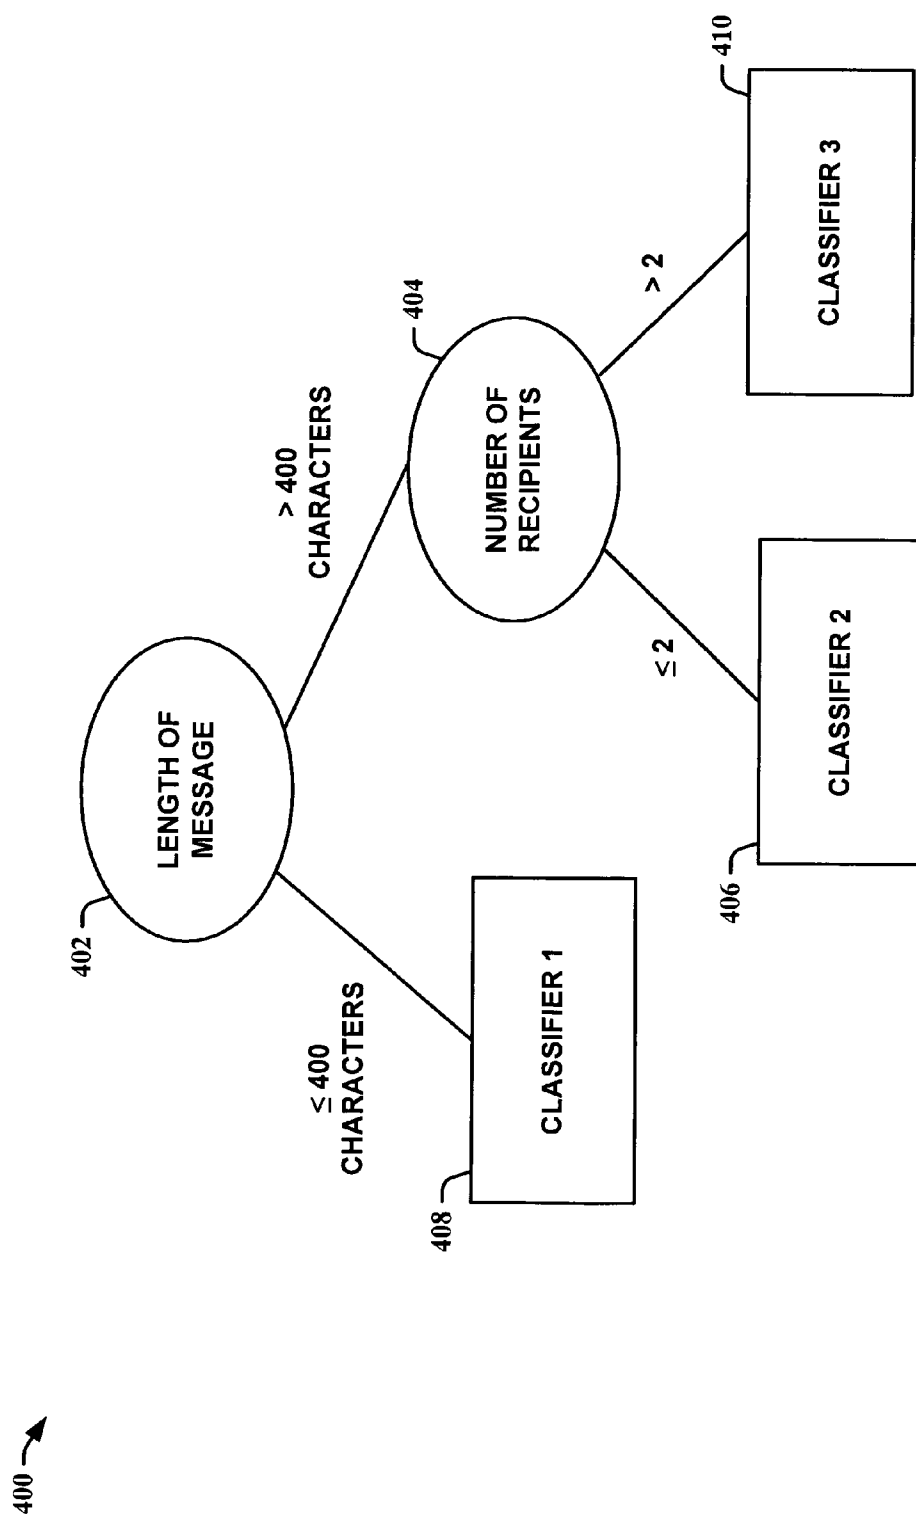 400
402
LENGTH OF
MESSAGE
≤ 400
CHARACTERS
> 400
CHARACTERS
408
CLASSIFIER 1
404
NUMBER OF
RECIPIENTS
≤ 2
> 2
406
CLASSIFIER 2
410
CLASSIFIER 3